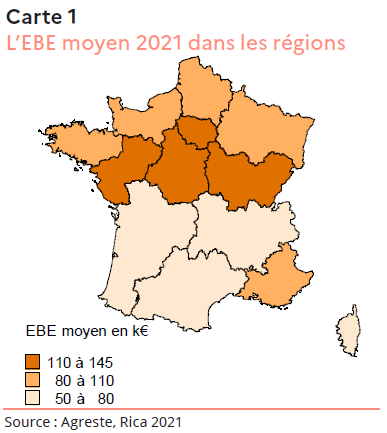 Carte 1
L'EBE moyen 2021 dans les régions
EBE moyen en k€
110 à 145
80 à 110
50 à 80
Source : Agreste, Rica 2021